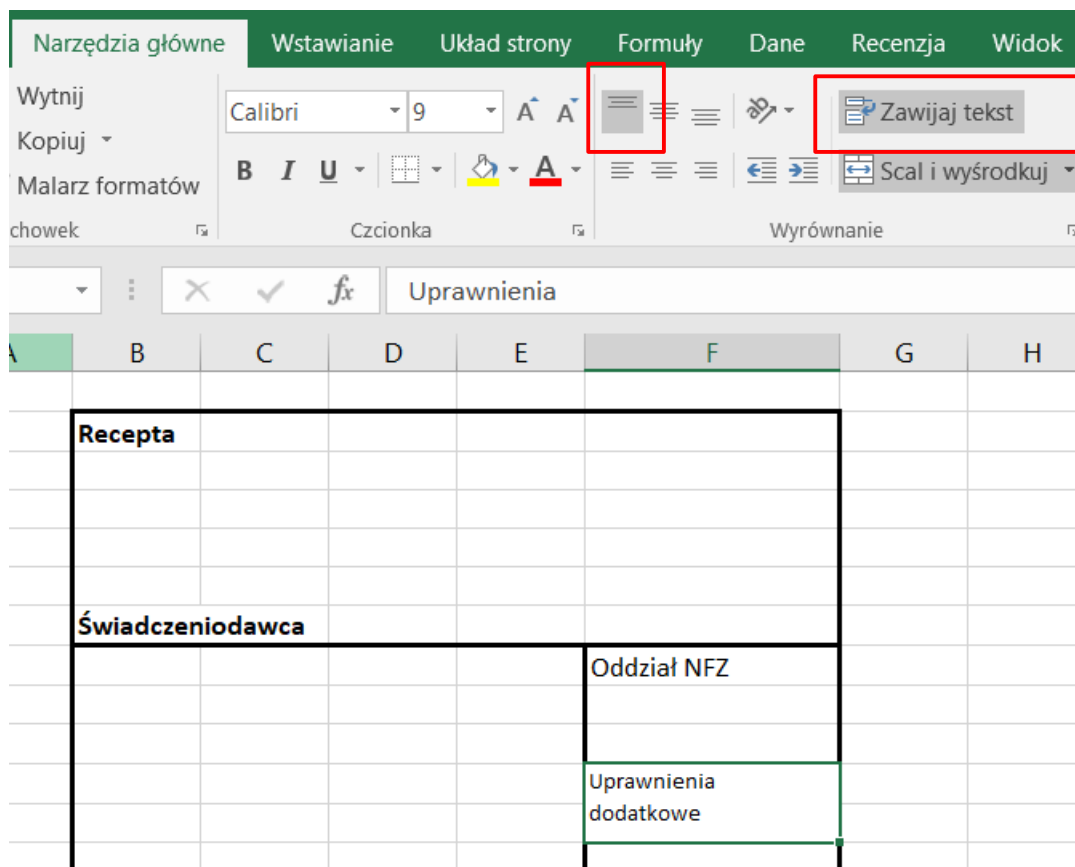 Narzędzia główne Wstawianie Układ strony Formuły Dane Recenzja Widok
Wytnij
Calibri 9 A A Zawijaj tekst
Kopiuj
Malarz formatów B I U A Scal i wyśrodkuj
chowek Czcionka Wyrównanie
fx Uprawnienia
A B C D E F G H
Recepta
Świadczeniodawca
Oddział NFZ
Uprawnienia
dodatkowe